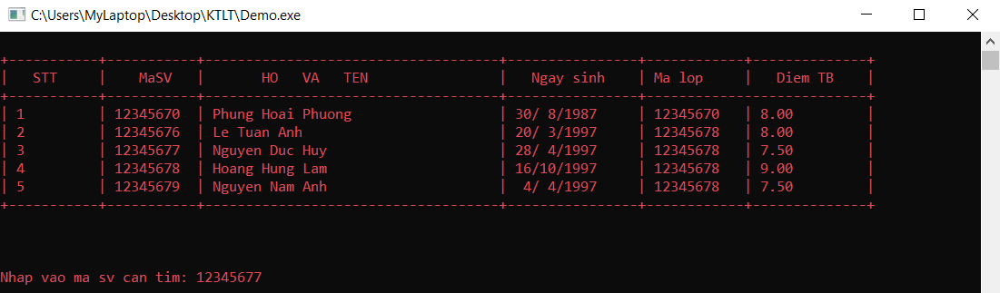 C:\Users\MyLaptop\Desktop\KTLT\Demo.exe
+-----------+-----------+------------------------------------+----------------+------------+--------------+
|   STT     |    MaSV   |       HO   VA   TEN                |   Ngay sinh    | Ma lop     |   Diem TB    |
+-----------+-----------+------------------------------------+----------------+------------+--------------+
| 1         | 12345670  | Phung Hoai Phuong                  | 30/ 8/1987     | 12345670   | 8.00         |
| 2         | 12345676  | Le Tuan Anh                        | 20/ 3/1997     | 12345678   | 8.00         |
| 3         | 12345677  | Nguyen Duc Huy                     | 28/ 4/1997     | 12345678   | 7.50         |
| 4         | 12345678  | Hoang Hung Lam                     | 16/10/1997     | 12345678   | 9.00         |
| 5         | 12345679  | Nguyen Nam Anh                     |  4/ 4/1997     | 12345678   | 7.50         |
+-----------+-----------+------------------------------------+----------------+------------+--------------+
Nhap vao ma sv can tim: 12345677